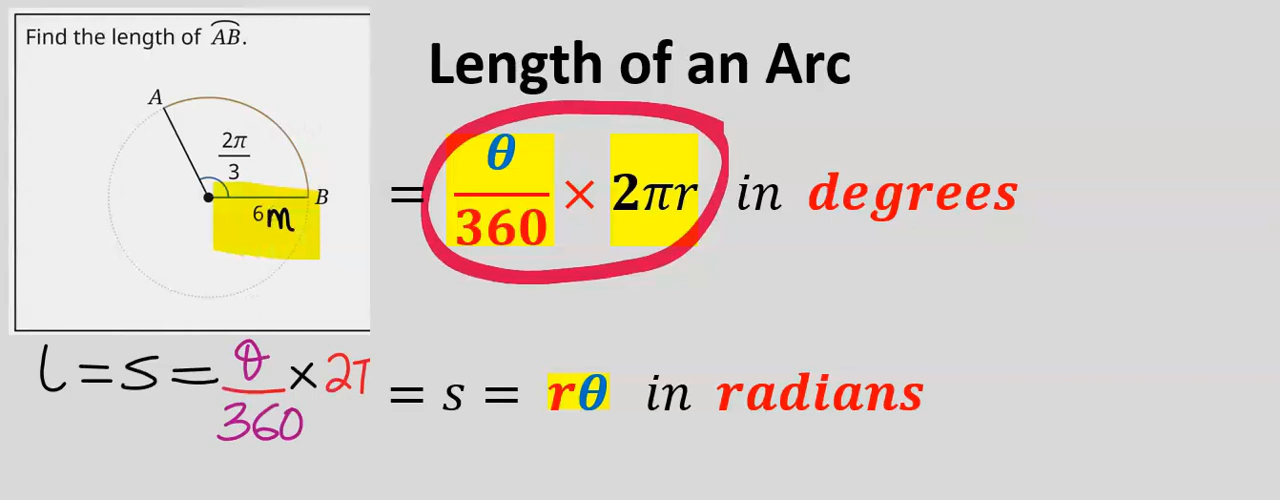 Find the length of AB.
A
2π
3
B
6m
l = s = θ/360 × 2π
Length of an Arc
= θ/360 × 2πr in degrees
= s = rθ in radians